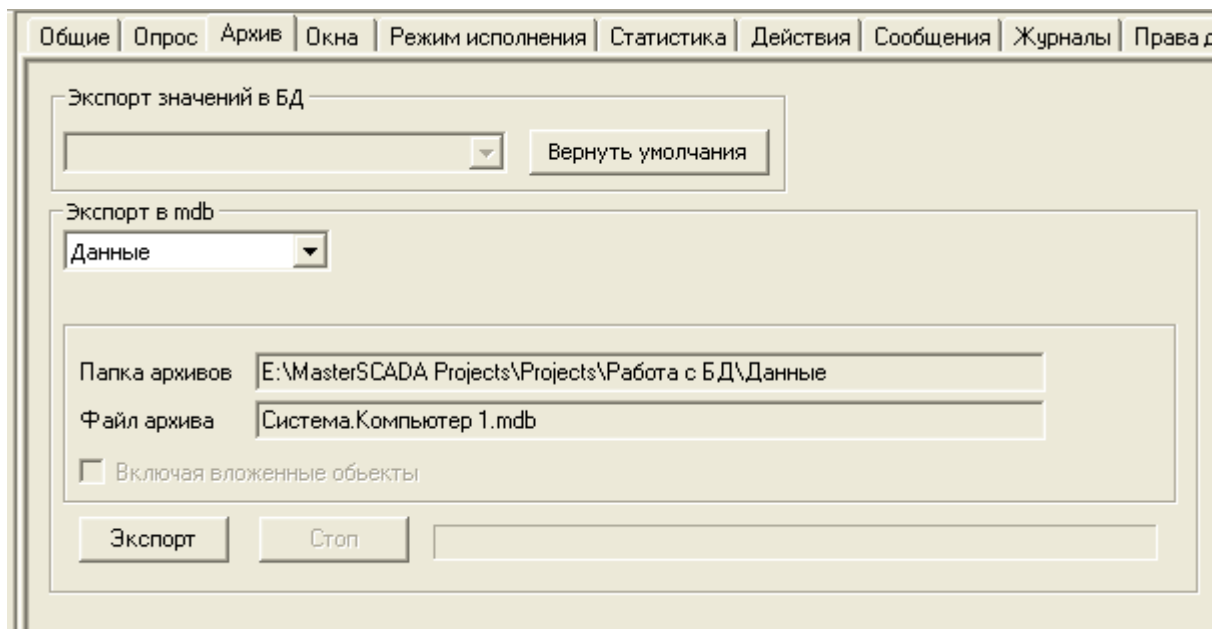 Общие Опрос Архив Окна Режим исполнения Статистика Действия Сообщения Журналы Права д
Экспорт значений в БД
Вернуть умолчания
Экспорт в mdb
Данные
Папка архивов E:\MasterSCADA Projects\Projects\Работа с БД\Данные
Файл архива Система.Компьютер 1.mdb
Включая вложенные обьекты
Экспорт Стоп